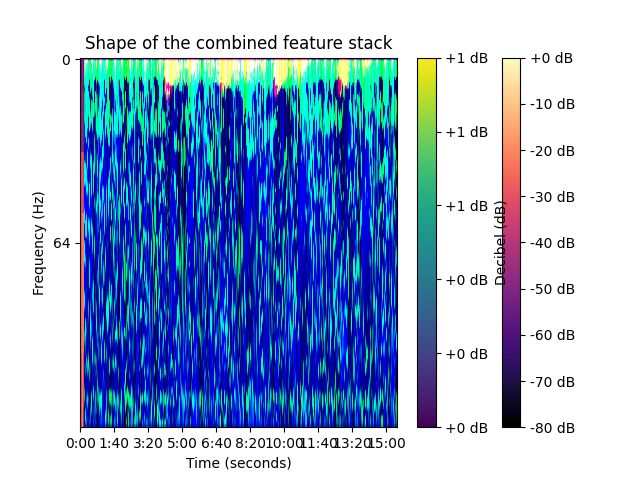 Shape of the combined feature stack
0
64
Frequency (Hz)
0:00 1:40 3:20 5:00 6:40 8:20 10:00 11:40 13:20 15:00
Time (seconds)
+1 dB
+1 dB
+1 dB
+0 dB
+0 dB
+0 dB
Decibel (dB)
+0 dB
-10 dB
-20 dB
-30 dB
-40 dB
-50 dB
-60 dB
-70 dB
-80 dB